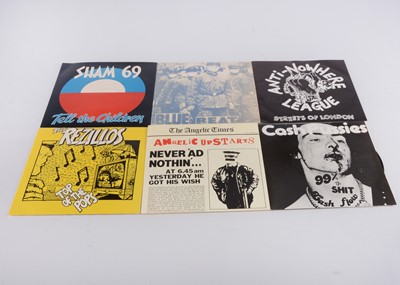 SHAM 69
Tell the Children
BLUE BEAT
ANTI-NOWHERE
LEAGUE
STREETS OF LONDON
REZILLOS
TOP OF THE POPS
The Angelic Times
ANGELIC UPSTARTS
NEVER AD
NOTHIN...
AT 6.45am
YESTERDAY HE
GOT HIS WISH
Cash Pussies
99%
SHIT